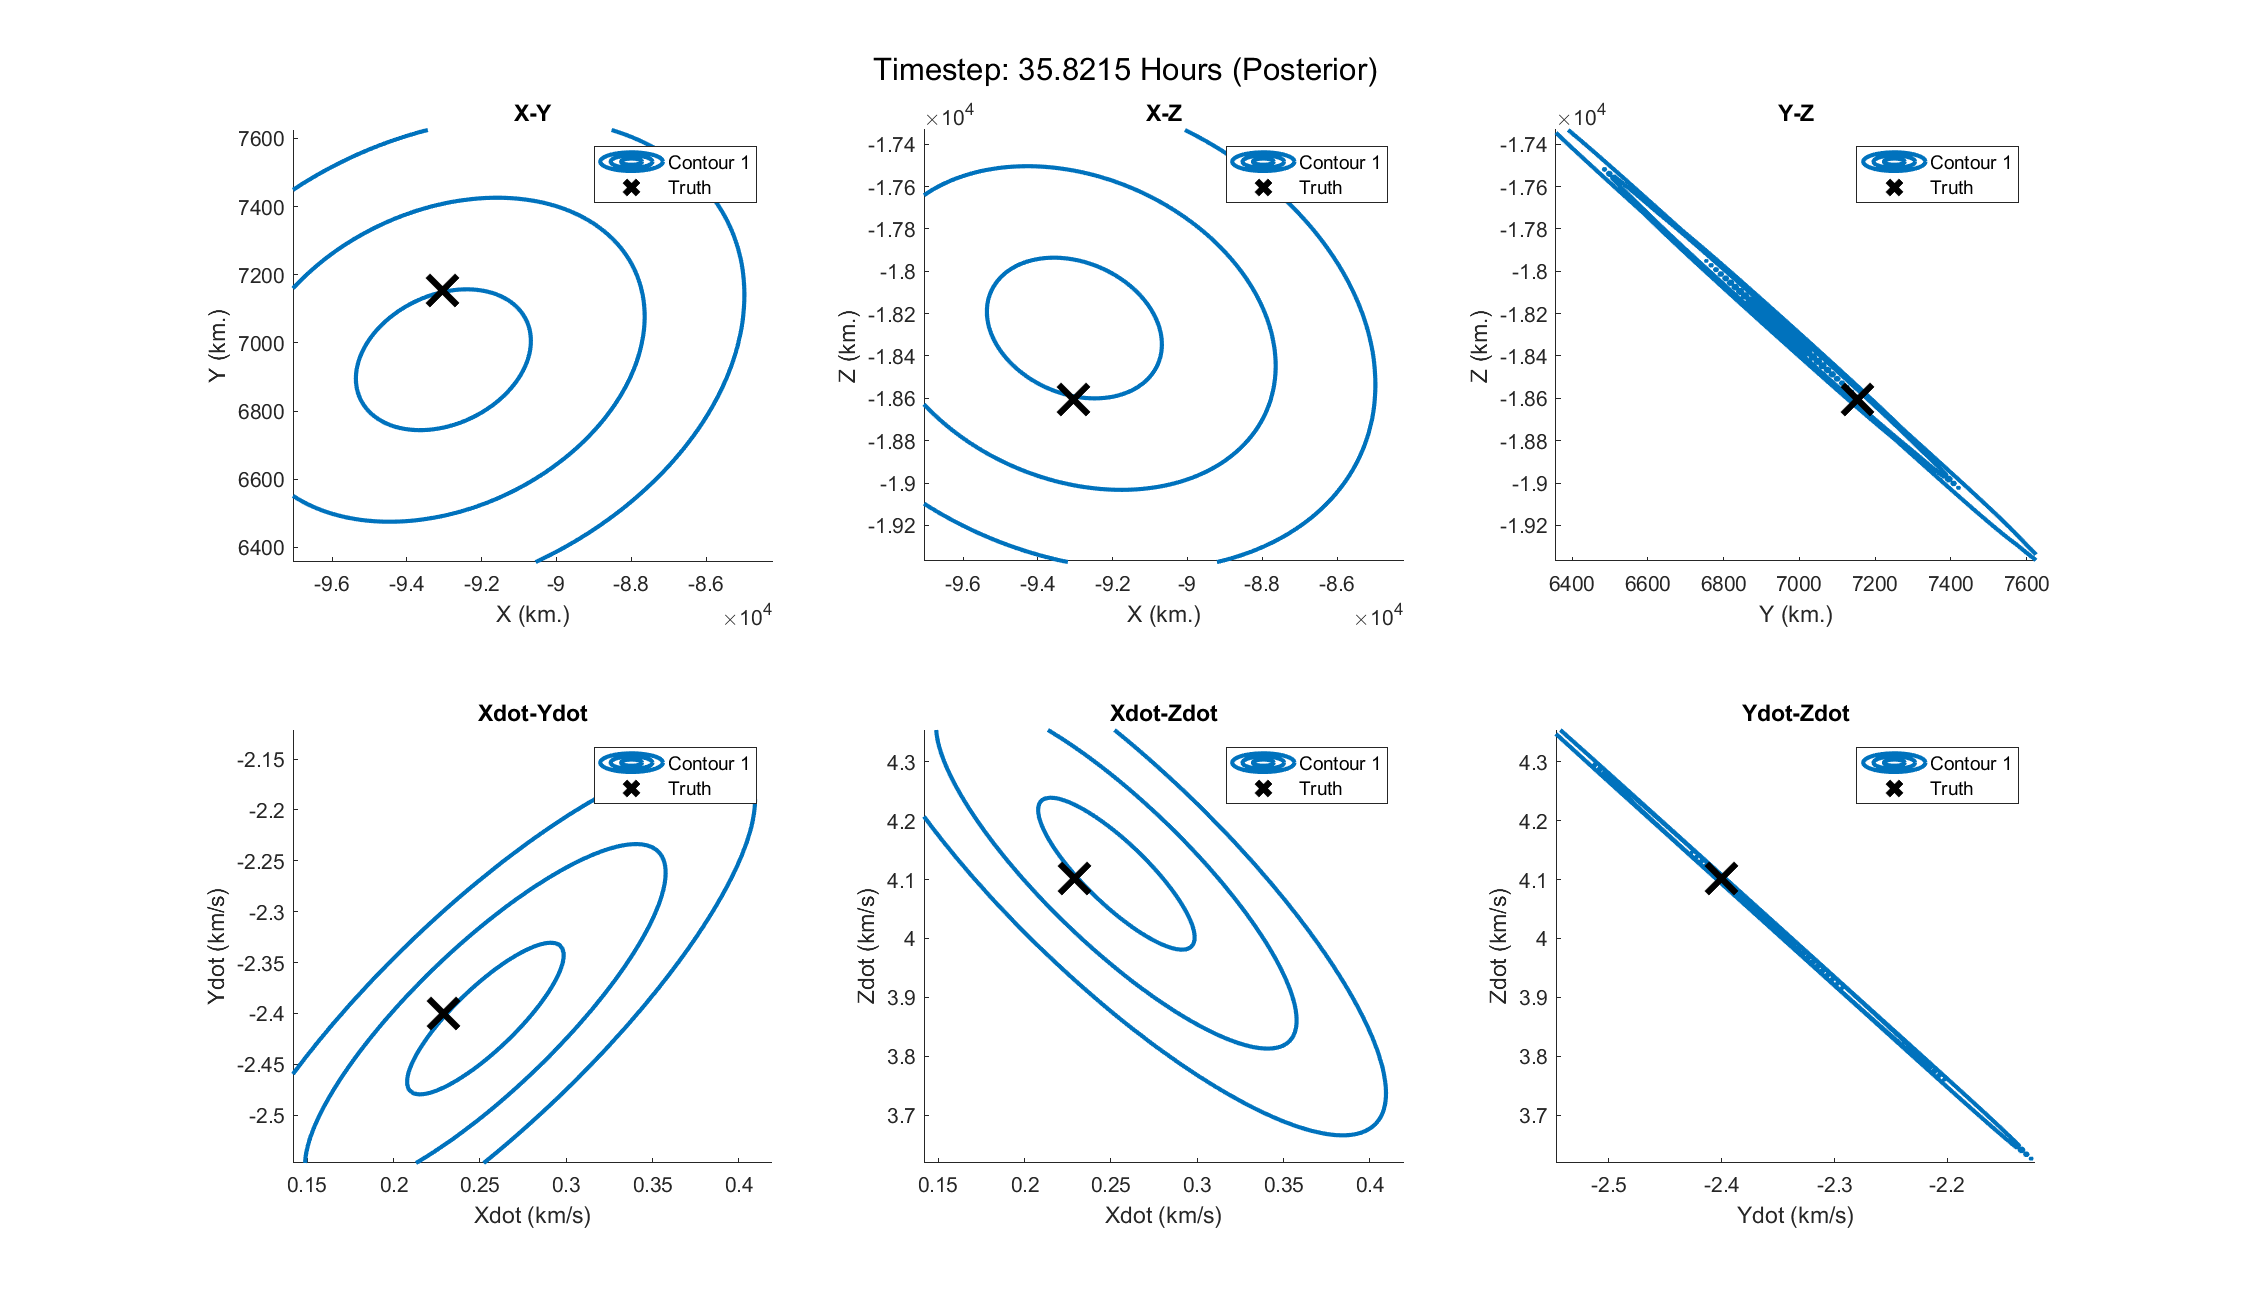 Timestep: 35.8215 Hours (Posterior)
X-Y
7600
7400
7200
7000
6800
6600
6400
Y (km.)
-9.6 -9.4 -9.2 -9 -8.8 -8.6
X (km.)
×10^4
Contour 1
Truth
X-Z
×10^4
-1.74
-1.76
-1.78
-1.8
-1.82
-1.84
-1.86
-1.88
-1.9
-1.92
Z (km.)
-9.6 -9.4 -9.2 -9 -8.8 -8.6
X (km.)
×10^4
Contour 1
Truth
Y-Z
×10^4
-1.74
-1.76
-1.78
-1.8
-1.82
-1.84
-1.86
-1.88
-1.9
-1.92
Z (km.)
6400 6600 6800 7000 7200 7400 7600
Y (km.)
Contour 1
Truth
Xdot-Ydot
-2.15
-2.2
-2.25
-2.3
-2.35
-2.4
-2.45
-2.5
Ydot (km/s)
0.15 0.2 0.25 0.3 0.35 0.4
Xdot (km/s)
Contour 1
Truth
Xdot-Zdot
4.3
4.2
4.1
4
3.9
3.8
3.7
Zdot (km/s)
0.15 0.2 0.25 0.3 0.35 0.4
Xdot (km/s)
Contour 1
Truth
Ydot-Zdot
4.3
4.2
4.1
4
3.9
3.8
3.7
Zdot (km/s)
-2.5 -2.4 -2.3 -2.2
Ydot (km/s)
Contour 1
Truth